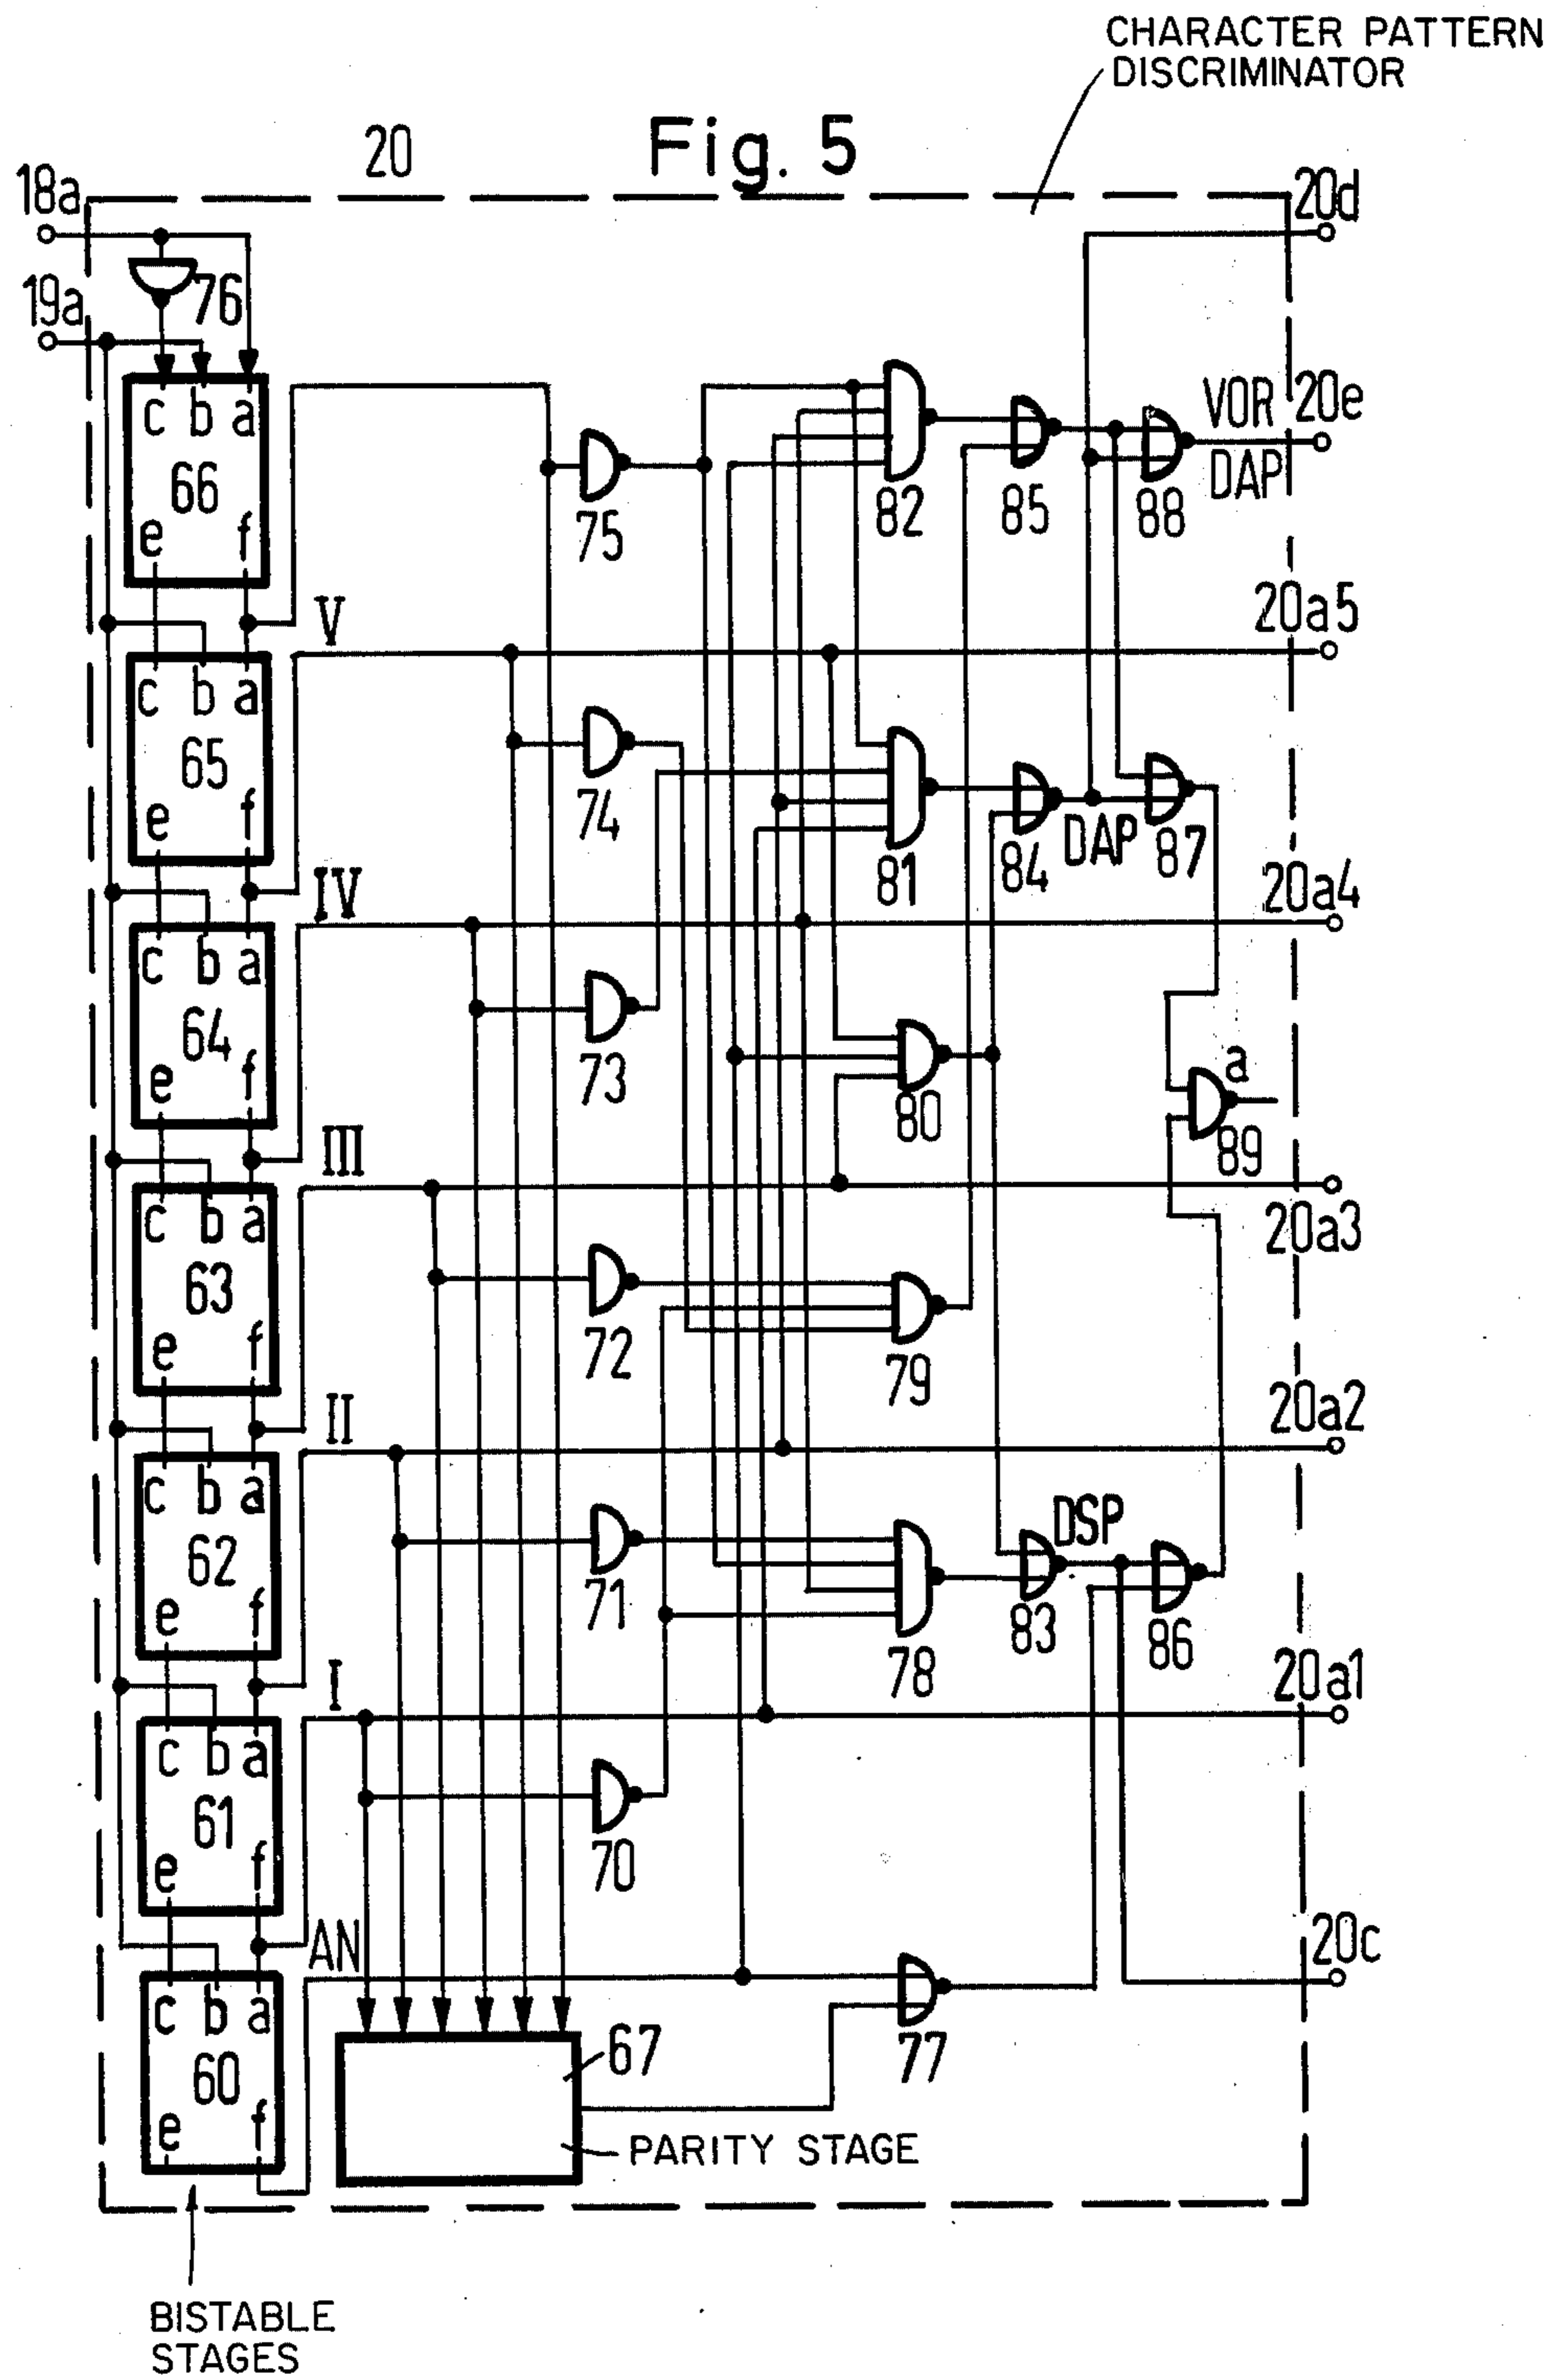 CHARACTER PATTERN
DISCRIMINATOR
20
Fig. 5
18a
20d
76
19a
c b a
66
e f
75
82
85
88
VOR
DAP
20e
V
20a5
c b a
65
e f
74
81
84
DAP
87
20a4
IV
c b a
64
e f
73
80
a
89
III
20a3
c b a
63
e f
72
79
II
20a2
c b a
62
e f
71
78
DSP
83
86
I
20a1
c b a
61
e f
70
AN
20c
c b a
60
e f
67
77
PARITY STAGE
BISTABLE
STAGES